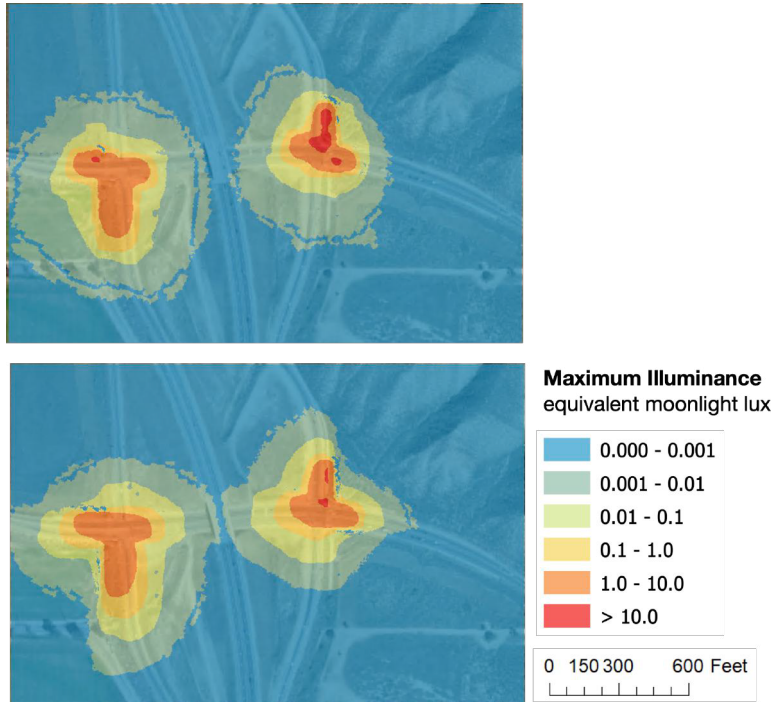 Maximum Illuminance
equivalent moonlight lux
0.000 - 0.001
0.001 - 0.01
0.01 - 0.1
0.1 - 1.0
1.0 - 10.0
> 10.0
0 150 300 600 Feet